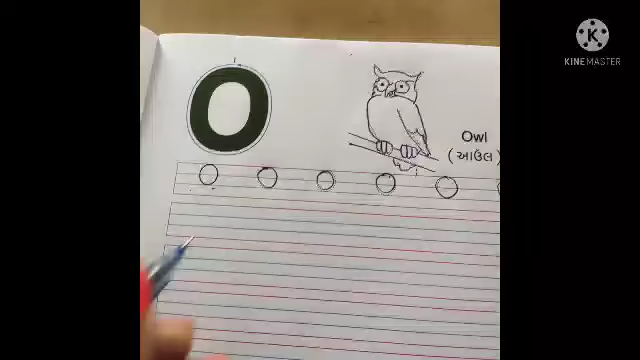 K
KINEMASTER
O
Owl
(આઉલ)
O O O O O